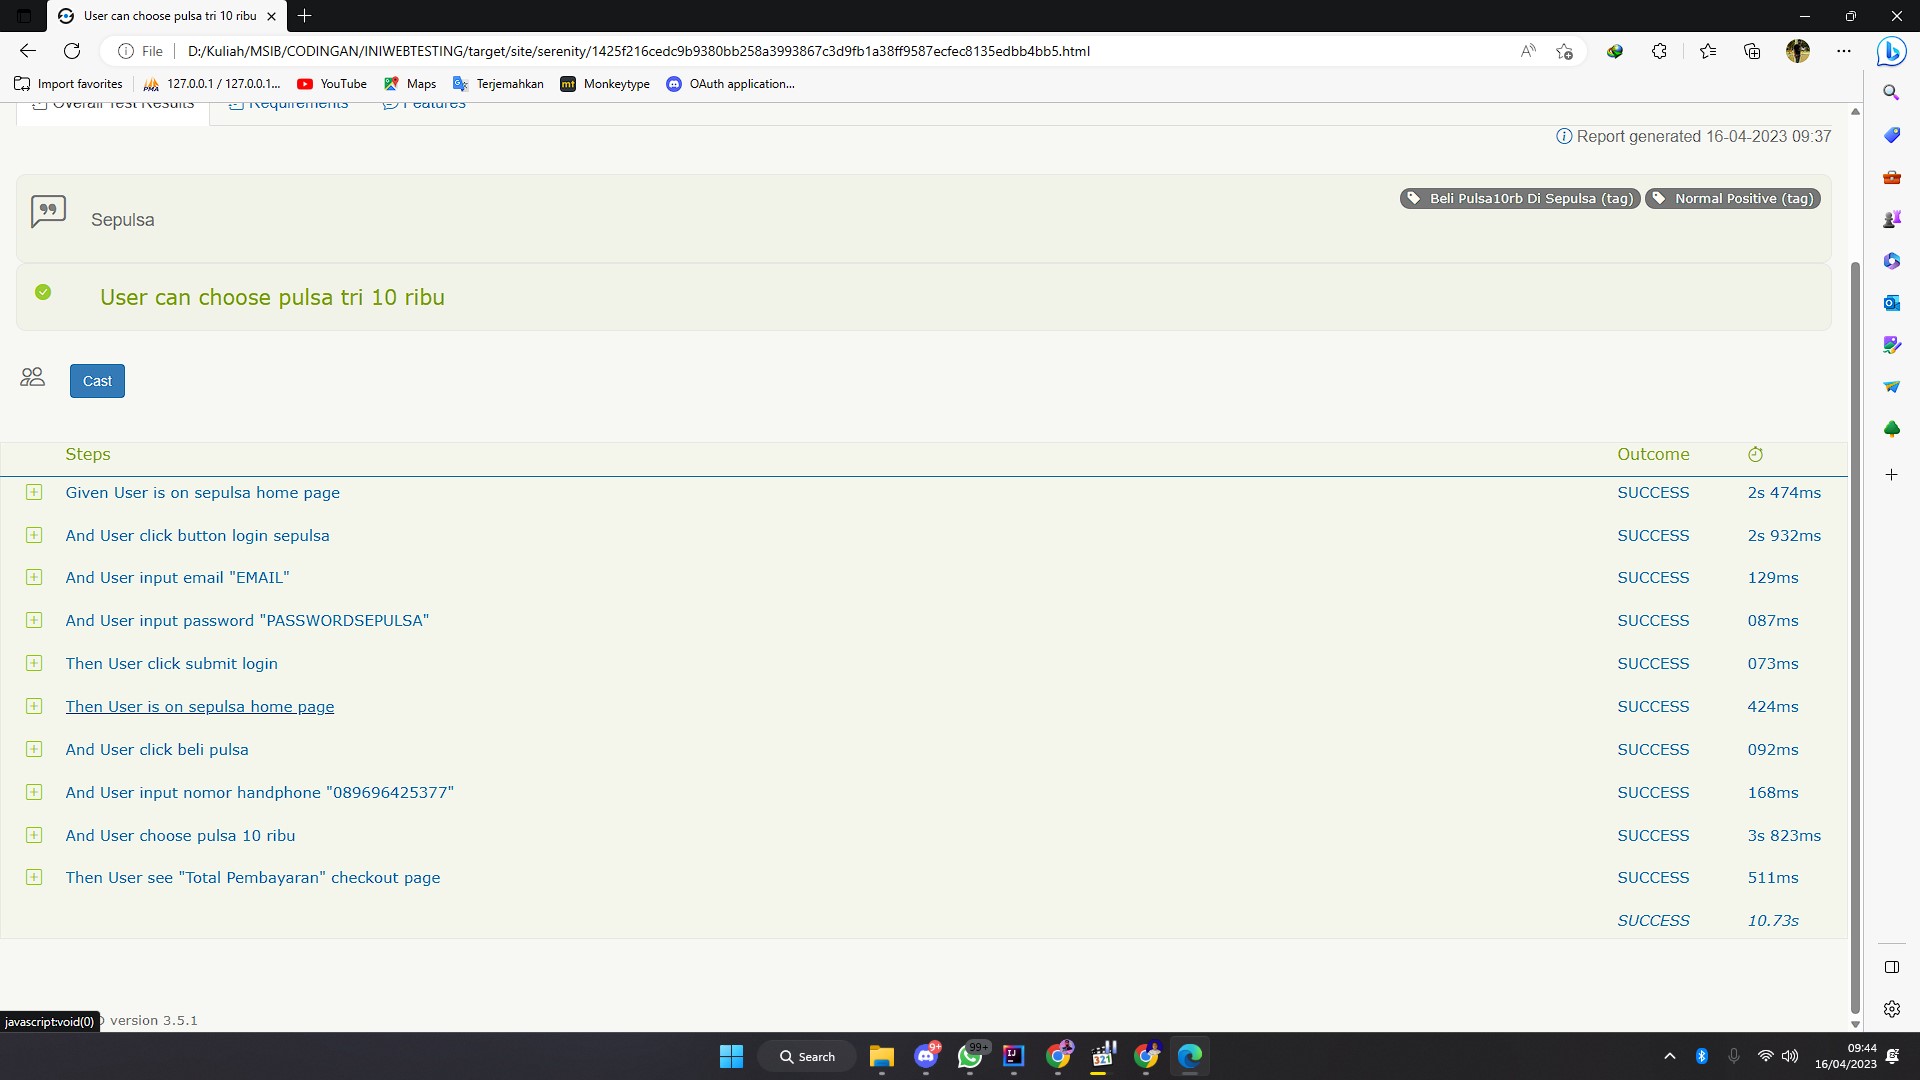 User can choose pulsa tri 10 ribu
File
D:/Kuliah/MSIB/CODINGAN/INIWEBTESTING/target/site/serenity/1425f216cedc9b9380bb258a3993867c3d9fb1a38ff9587ecfec8135edbb4bb5.html
Import favorites
127.0.0.1 / 127.0.0.1...
YouTube
Maps
Terjemahkan
Monkeytype
OAuth application...
Overall Test Results
Requirements
Features
Report generated 16-04-2023 09:37
Sepulsa
Beli Pulsa10rb Di Sepulsa (tag)
Normal Positive (tag)
User can choose pulsa tri 10 ribu
Cast
Steps Outcome
Given User is on sepulsa home page SUCCESS 2s 474ms
And User click button login sepulsa SUCCESS 2s 932ms
And User input email "EMAIL" SUCCESS 129ms
And User input password "PASSWORDSEPULSA" SUCCESS 087ms
Then User click submit login SUCCESS 073ms
Then User is on sepulsa home page SUCCESS 424ms
And User click beli pulsa SUCCESS 092ms
And User input nomor handphone "089696425377" SUCCESS 168ms
And User choose pulsa 10 ribu SUCCESS 3s 823ms
Then User see "Total Pembayaran" checkout page SUCCESS 511ms
SUCCESS 10.73s
version 3.5.1
javascript:void(0)
Search
9+
99+
321
09:44
16/04/2023